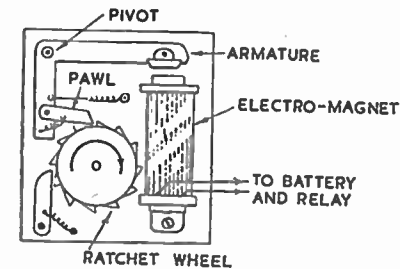 PIVOT
ARMATURE
PAWL
ELECTRO-MAGNET
TO BATTERY
AND RELAY
RATCHET WHEEL